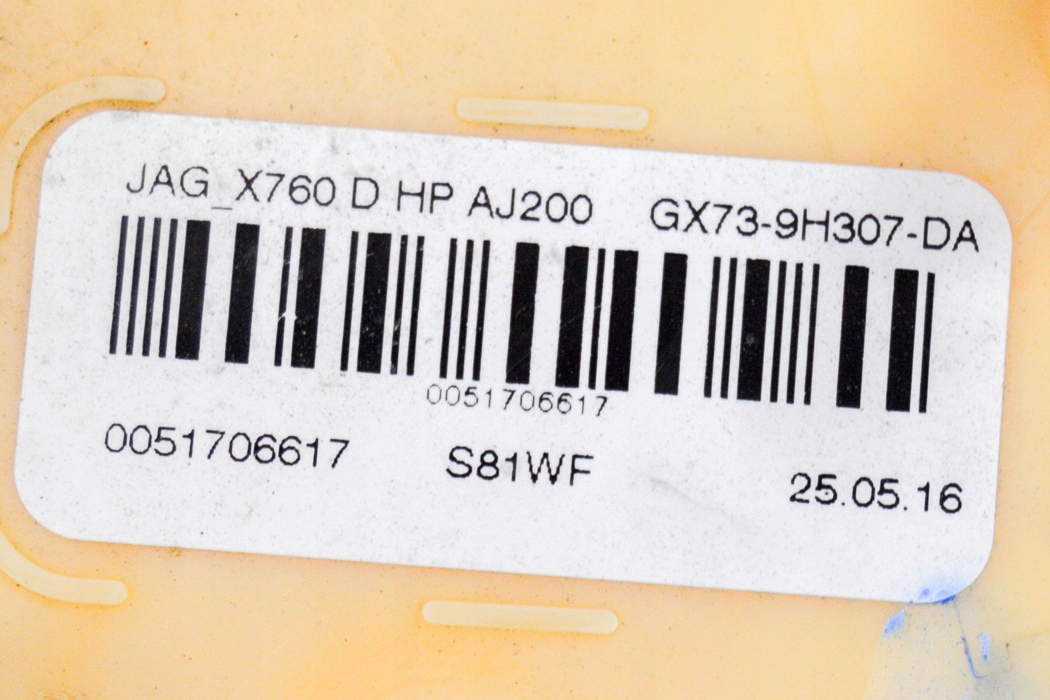 JAG_X760 D HP AJ200 GX73-9H307-DA
0051706617
0051706617 S81WF 25.05.16